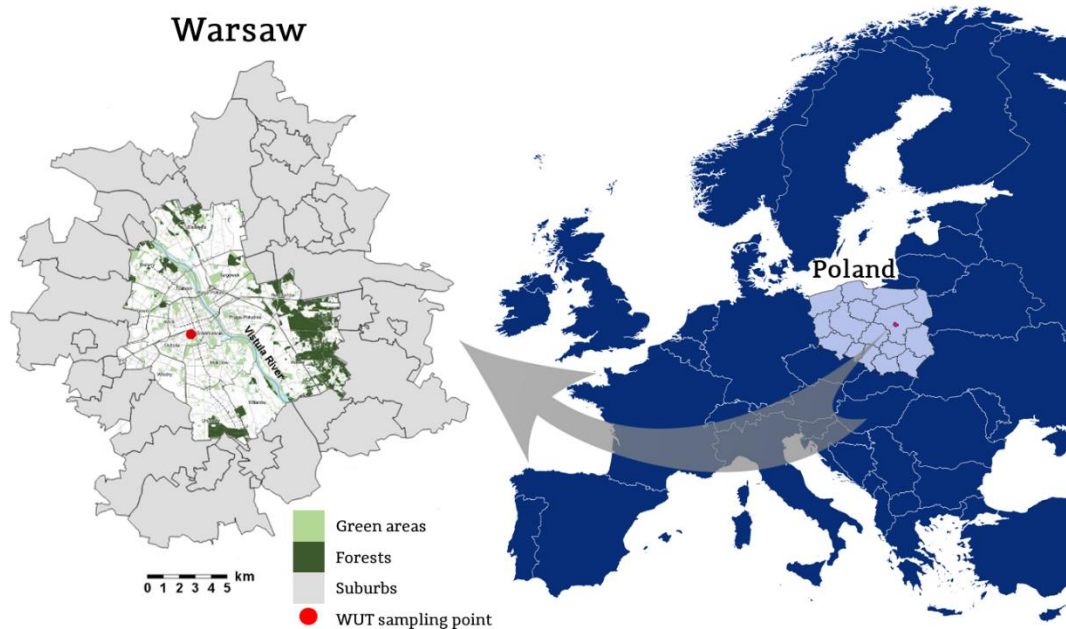 Warsaw
Poland
Vistula River
Green areas
Forests
Suburbs
WUT sampling point
0 1 2 3 4 5 km